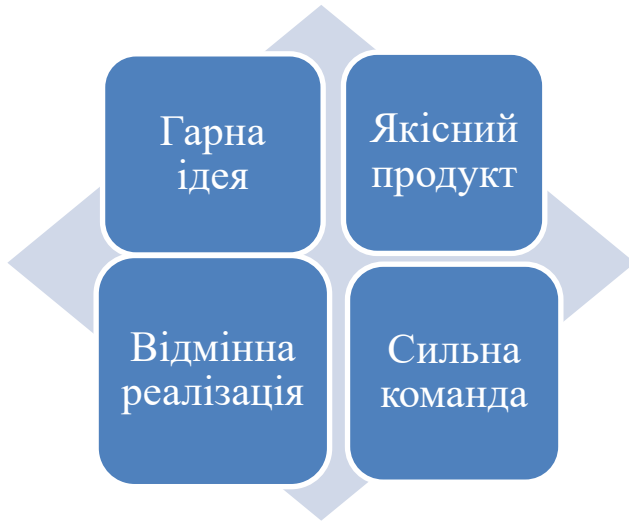 Гарна
ідея
Якісний
продукт
Відмінна
реалізація
Сильна
команда